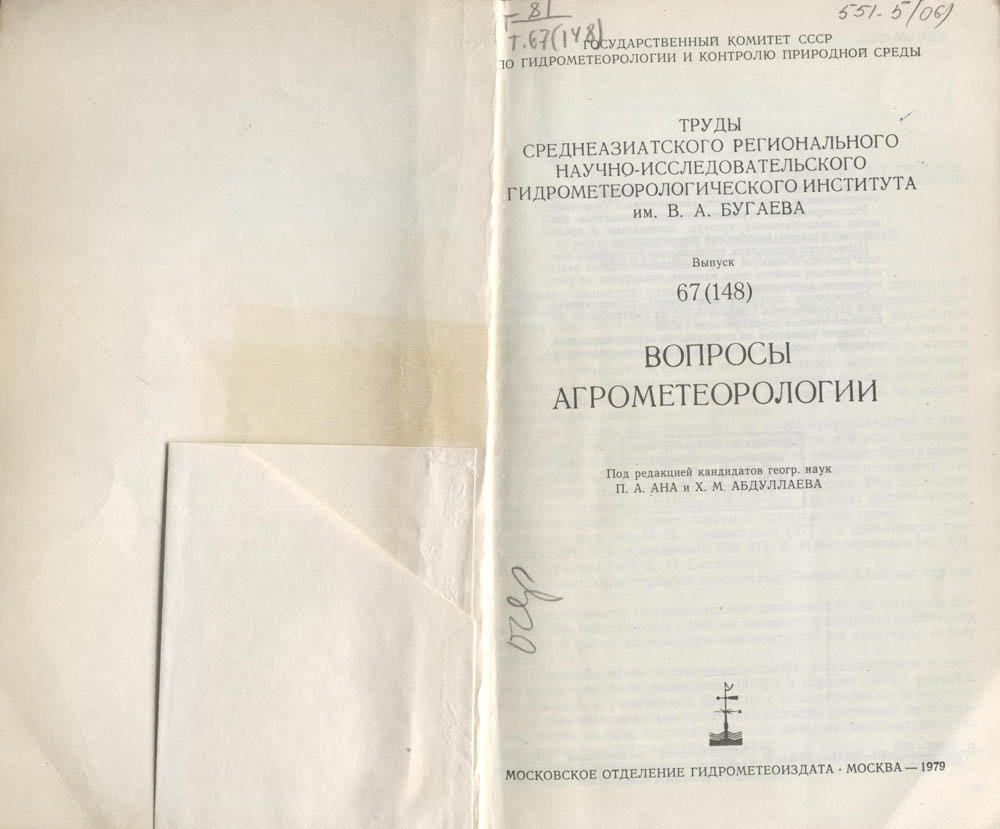 81
551.5/06/
Т.67(148)
ГОСУДАРСТВЕННЫЙ КОМИТЕТ СССР
ПО ГИДРОМЕТЕОРОЛОГИИ И КОНТРОЛЮ ПРИРОДНОЙ СРЕДЫ
ТРУДЫ
СРЕДНЕАЗИАТСКОГО РЕГИОНАЛЬНОГО
НАУЧНО-ИССЛЕДОВАТЕЛЬСКОГО
ГИДРОМЕТЕОРОЛОГИЧЕСКОГО ИНСТИТУТА
им. В. А. БУГАЕВА
Выпуск
67 (148)
ВОПРОСЫ
АГРОМЕТЕОРОЛОГИИ
Под редакцией кандидатов геогр. наук
П. А. АНА и Х. М. АБДУЛЛАЕВА
МОСКОВСКОЕ ОТДЕЛЕНИЕ ГИДРОМЕТЕОИЗДАТА · МОСКВА — 1979